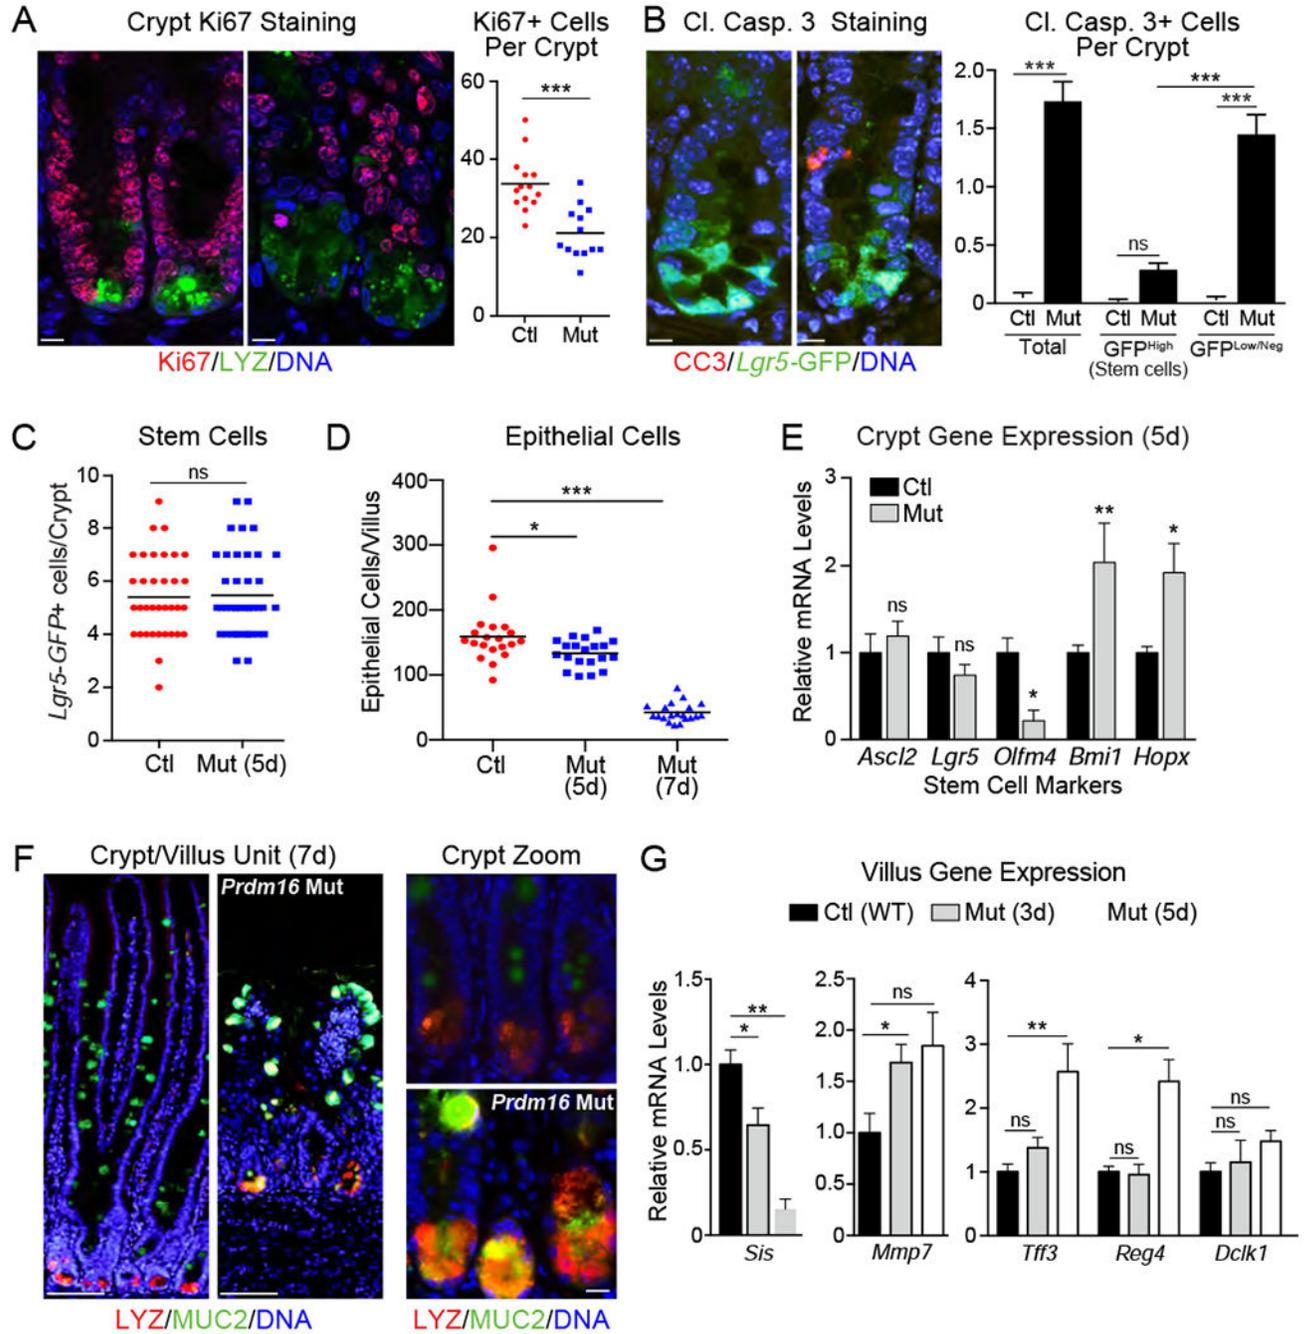 A
Crypt Ki67 Staining
Ki67+ Cells
Per Crypt
60
40
20
0
***
Ctl Mut
Ki67/LYZ/DNA
B
Cl. Casp. 3 Staining
Cl. Casp. 3+ Cells
Per Crypt
2.0
1.5
1.0
0.5
0
***
***
***
ns
Ctl Mut Ctl Mut Ctl Mut
Total GFPHigh GFPLow/Neg
(Stem cells)
CC3/Lgr5-GFP/DNA
C
Stem Cells
Lgr5-GFP+ cells/Crypt
10
8
6
4
2
0
ns
Ctl Mut (5d)
D
Epithelial Cells
Epithelial Cells/Villus
400
300
200
100
0
***
*
Ctl Mut Mut
(5d) (7d)
E
Crypt Gene Expression (5d)
Ctl
Mut
Relative mRNA Levels
3
2
1
0
ns
ns
*
**
*
Ascl2 Lgr5 Olfm4 Bmi1 Hopx
Stem Cell Markers
F
Crypt/Villus Unit (7d)
Crypt Zoom
Prdm16 Mut
Prdm16 Mut
LYZ/MUC2/DNA
LYZ/MUC2/DNA
G
Villus Gene Expression
Ctl (WT) Mut (3d) Mut (5d)
Relative mRNA Levels
1.5
1.0
0.5
0
**
*
Sis
2.5
2.0
1.5
1.0
0.5
0
ns
*
Mmp7
4
3
2
1
0
**
ns
*
ns
ns
ns
Tff3 Reg4 Dclk1